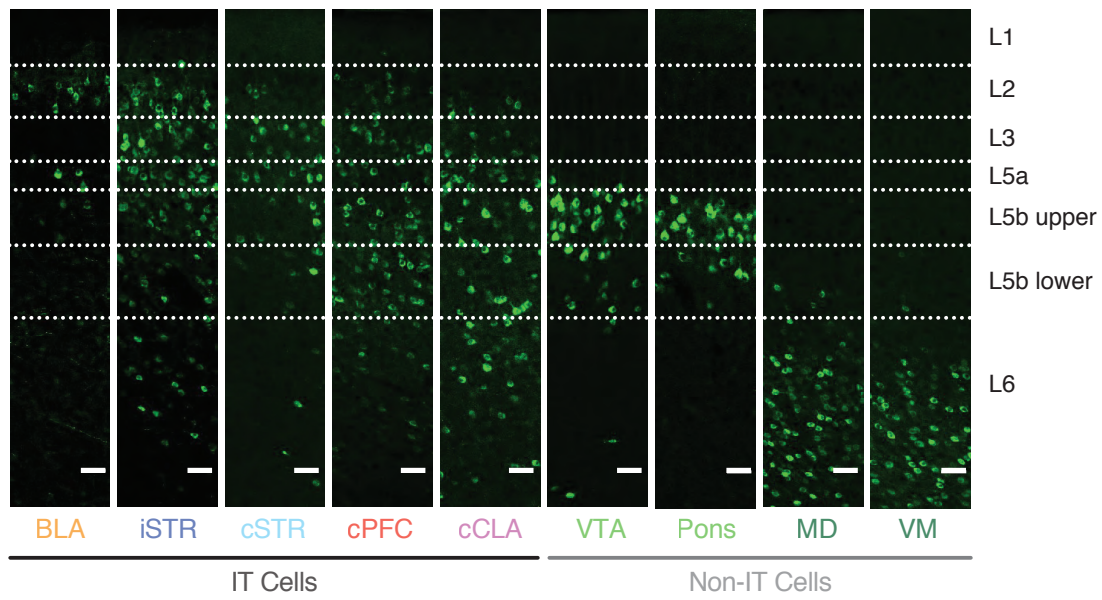 L1
L2
L3
L5a
L5b upper
L5b lower
L6
BLA iSTR cSTR cPFC cCLA VTA Pons MD VM
IT Cells Non-IT Cells